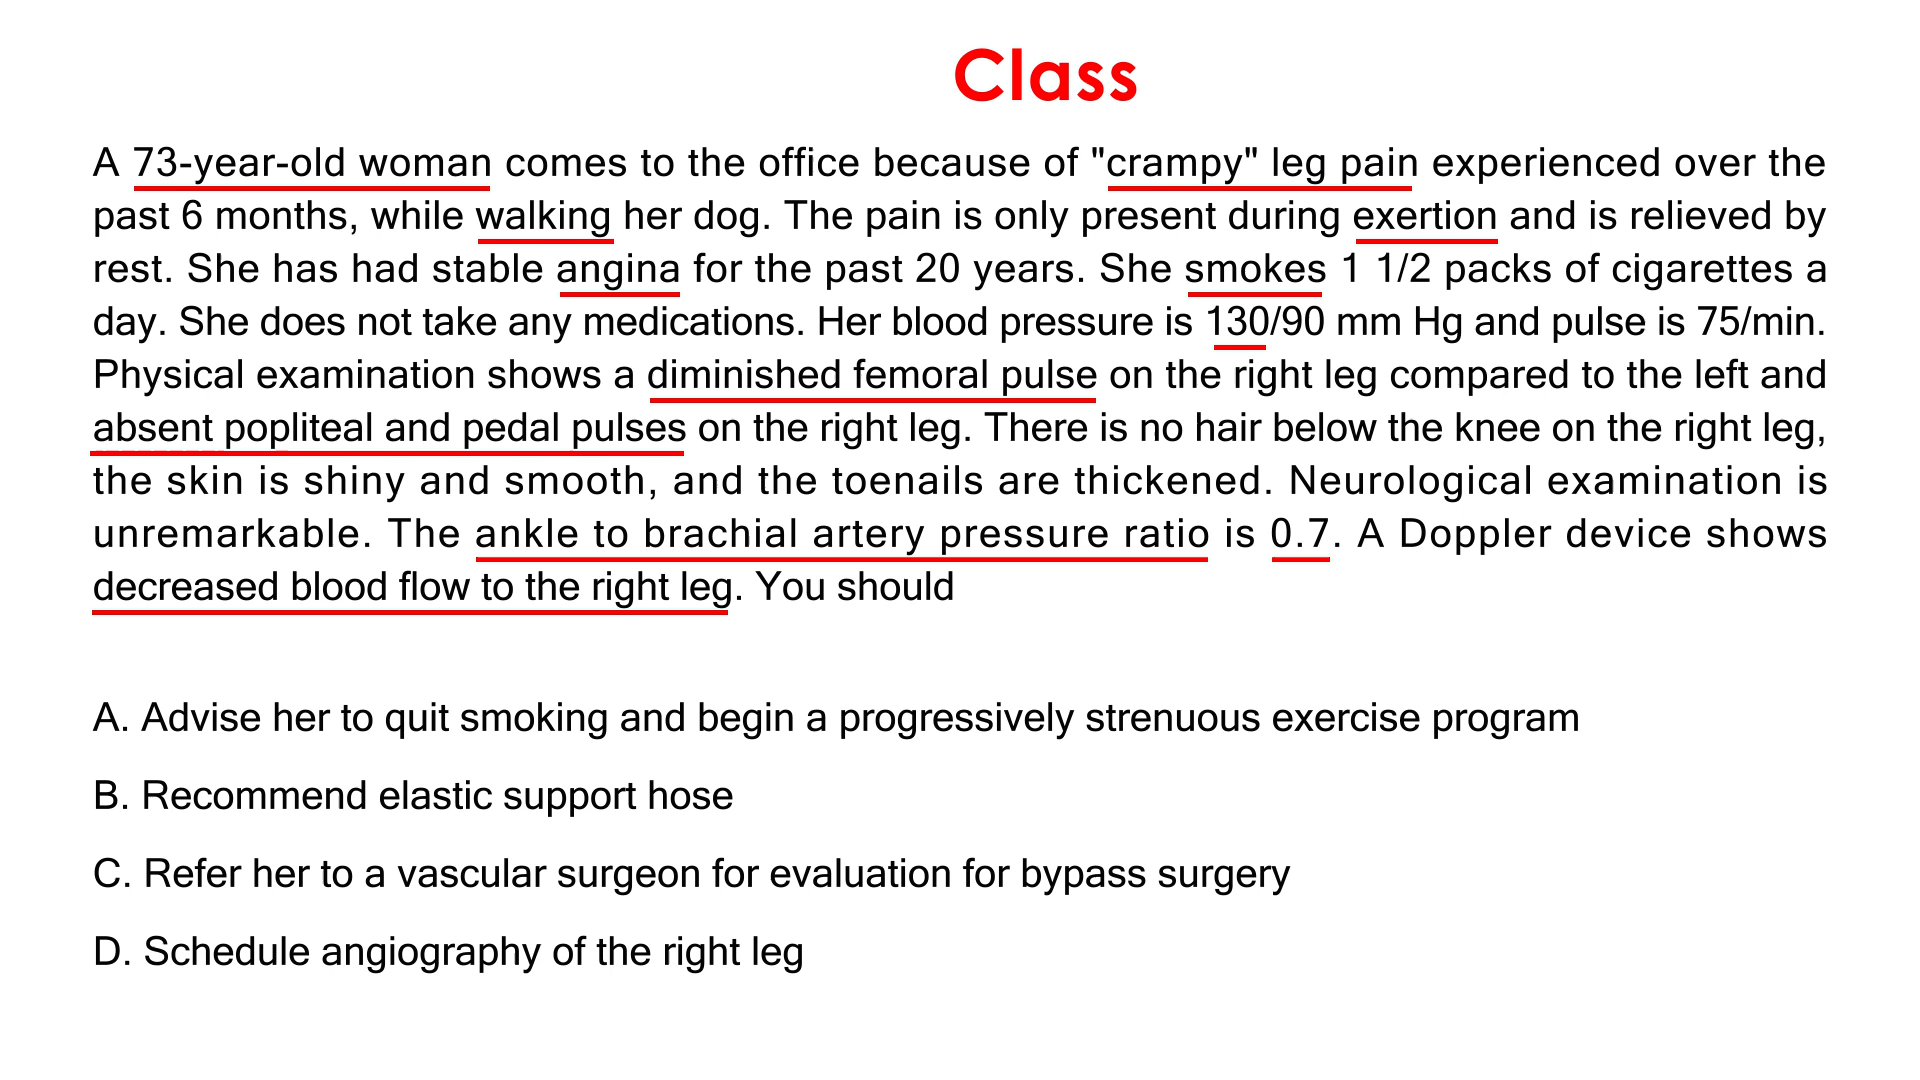 Class
A 73-year-old woman comes to the office because of "crampy" leg pain experienced over the
past 6 months, while walking her dog. The pain is only present during exertion and is relieved by
rest. She has had stable angina for the past 20 years. She smokes 1 1/2 packs of cigarettes a
day. She does not take any medications. Her blood pressure is 130/90 mm Hg and pulse is 75/min.
Physical examination shows a diminished femoral pulse on the right leg compared to the left and
absent popliteal and pedal pulses on the right leg. There is no hair below the knee on the right leg,
the skin is shiny and smooth, and the toenails are thickened. Neurological examination is
unremarkable. The ankle to brachial artery pressure ratio is 0.7. A Doppler device shows
decreased blood flow to the right leg. You should
A. Advise her to quit smoking and begin a progressively strenuous exercise program
B. Recommend elastic support hose
C. Refer her to a vascular surgeon for evaluation for bypass surgery
D. Schedule angiography of the right leg